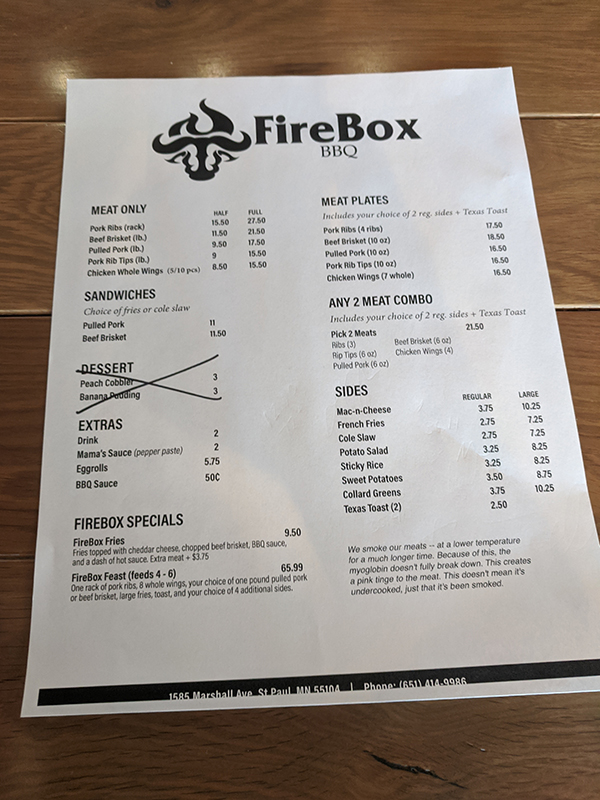 FireBox
BBQ
MEAT ONLY HALF FULL
Pork Ribs (rack) 15.50 27.50
Beef Brisket (lb.) 11.50 21.50
Pulled Pork (lb.) 9.50 17.50
Pork Rib Tips (lb.) 9 15.50
Chicken Whole Wings (5/10 pcs) 8.50 15.50
SANDWICHES
Choice of fries or cole slaw
Pulled Pork 11
Beef Brisket 11.50
DESSERT
Peach Cobbler 3
Banana Pudding 3
EXTRAS
Drink 2
Mama's Sauce (pepper paste) 2
Eggrolls 5.75
BBQ Sauce 50C
FIREBOX SPECIALS
FireBox Fries 9.50
Fries topped with cheddar cheese, chopped beef brisket, BBQ sauce,
and a dash of hot sauce. Extra meat + $3.75
FireBox Feast (feeds 4 - 6) 65.99
One rack of pork ribs, 8 whole wings, your choice of one pound pulled pork
or beef brisket, large fries, toast, and your choice of 4 additional sides.
MEAT PLATES
Includes your choice of 2 reg. sides + Texas Toast
Pork Ribs (4 ribs) 17.50
Beef Brisket (10 oz) 18.50
Pulled Pork (10 oz) 16.50
Pork Rib Tips (10 oz) 16.50
Chicken Wings (7 whole) 16.50
ANY 2 MEAT COMBO
Includes your choice of 2 reg. sides + Texas Toast
Pick 2 Meats 21.50
Ribs (3) Beef Brisket (6 oz)
Rip Tips (6 oz) Chicken Wings (4)
Pulled Pork (6 oz)
SIDES REGULAR LARGE
Mac-n-Cheese 3.75 10.25
French Fries 2.75 7.25
Cole Slaw 2.75 7.25
Potato Salad 3.25 8.25
Sticky Rice 3.25 8.25
Sweet Potatoes 3.50 8.75
Collard Greens 3.75 10.25
Texas Toast (2) 2.50
We smoke our meats -- at a lower temperature
for a much longer time. Because of this, the
myoglobin doesn't fully break down. This creates
a pink tinge to the meat. This doesn't mean it's
undercooked, just that it's been smoked.
1585 Marshall Ave, St Paul, MN 55104 | Phone: (651) 414-9986